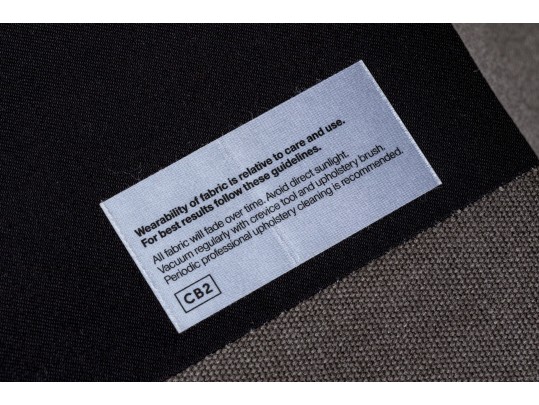 Wearability of fabric is relative to care and use.
For best results follow these guidelines.
All fabric will fade over time. Avoid direct sunlight.
Vacuum regularly with crevice tool and upholstery brush.
Periodic professional upholstery cleaning is recommended.
CB2